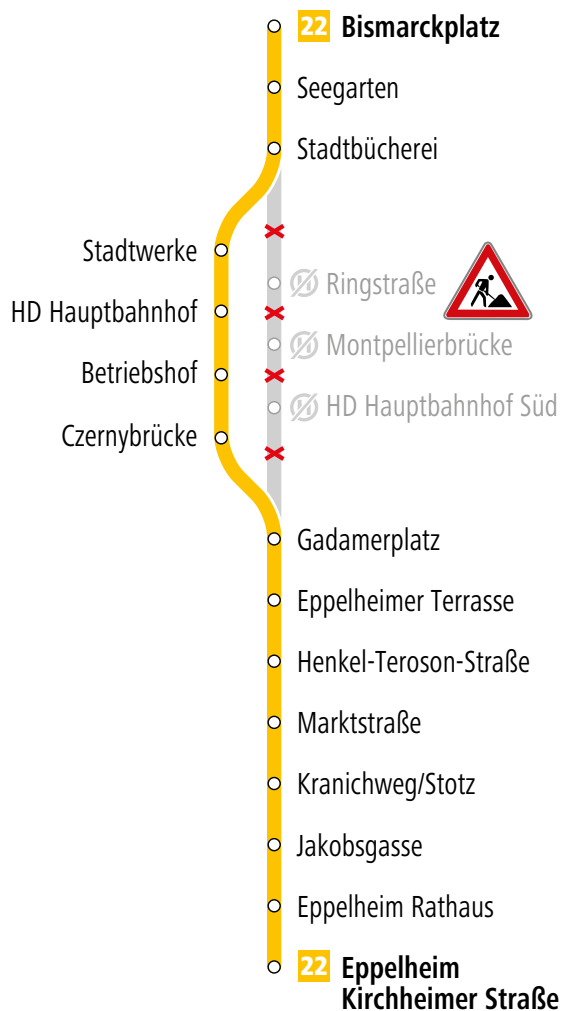 22 Bismarckplatz
Seegarten
Stadtbücherei
Stadtwerke
Ringstraße
HD Hauptbahnhof
Montpellierbrücke
Betriebshof
HD Hauptbahnhof Süd
Czernybrücke
Gadamerplatz
Eppelheimer Terrasse
Henkel-Teroson-Straße
Marktstraße
Kranichweg/Stotz
Jakobsgasse
Eppelheim Rathaus
22 Eppelheim
Kirchheimer Straße